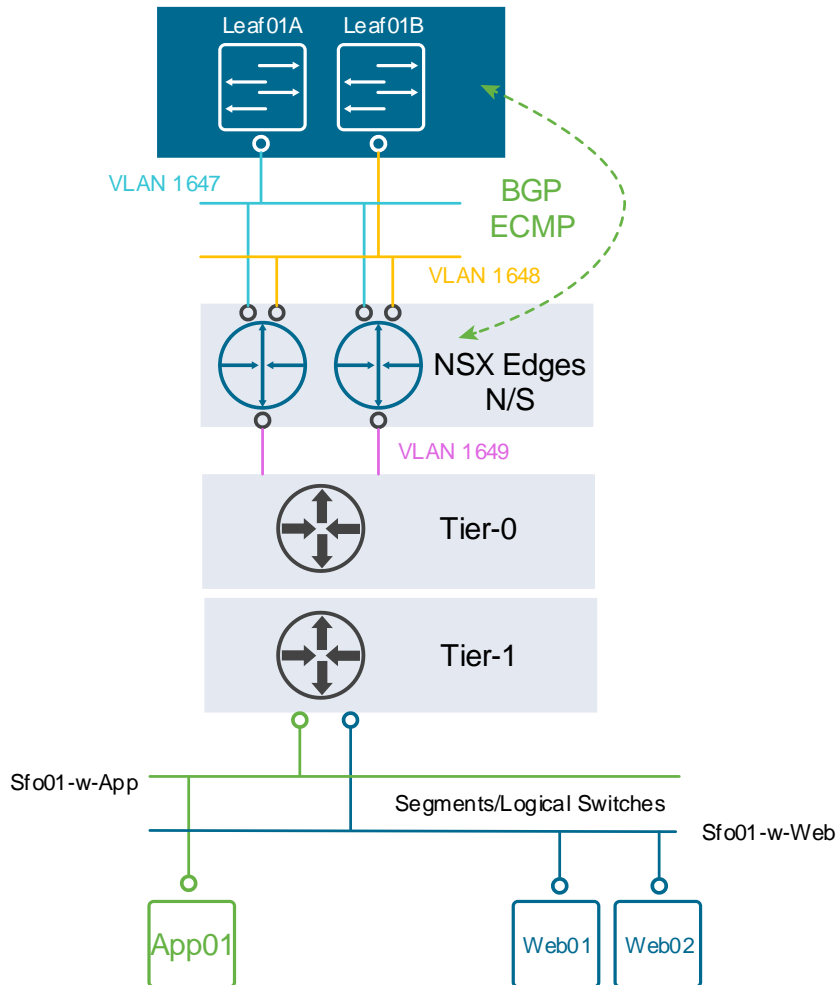 Leaf01A
Leaf01B
VLAN 1647
BGP
ECMP
VLAN 1648
NSX Edges
N/S
VLAN 1649
Tier-0
Tier-1
Sfo01-w-App
Segments/Logical Switches
Sfo01-w-Web
App01
Web01
Web02